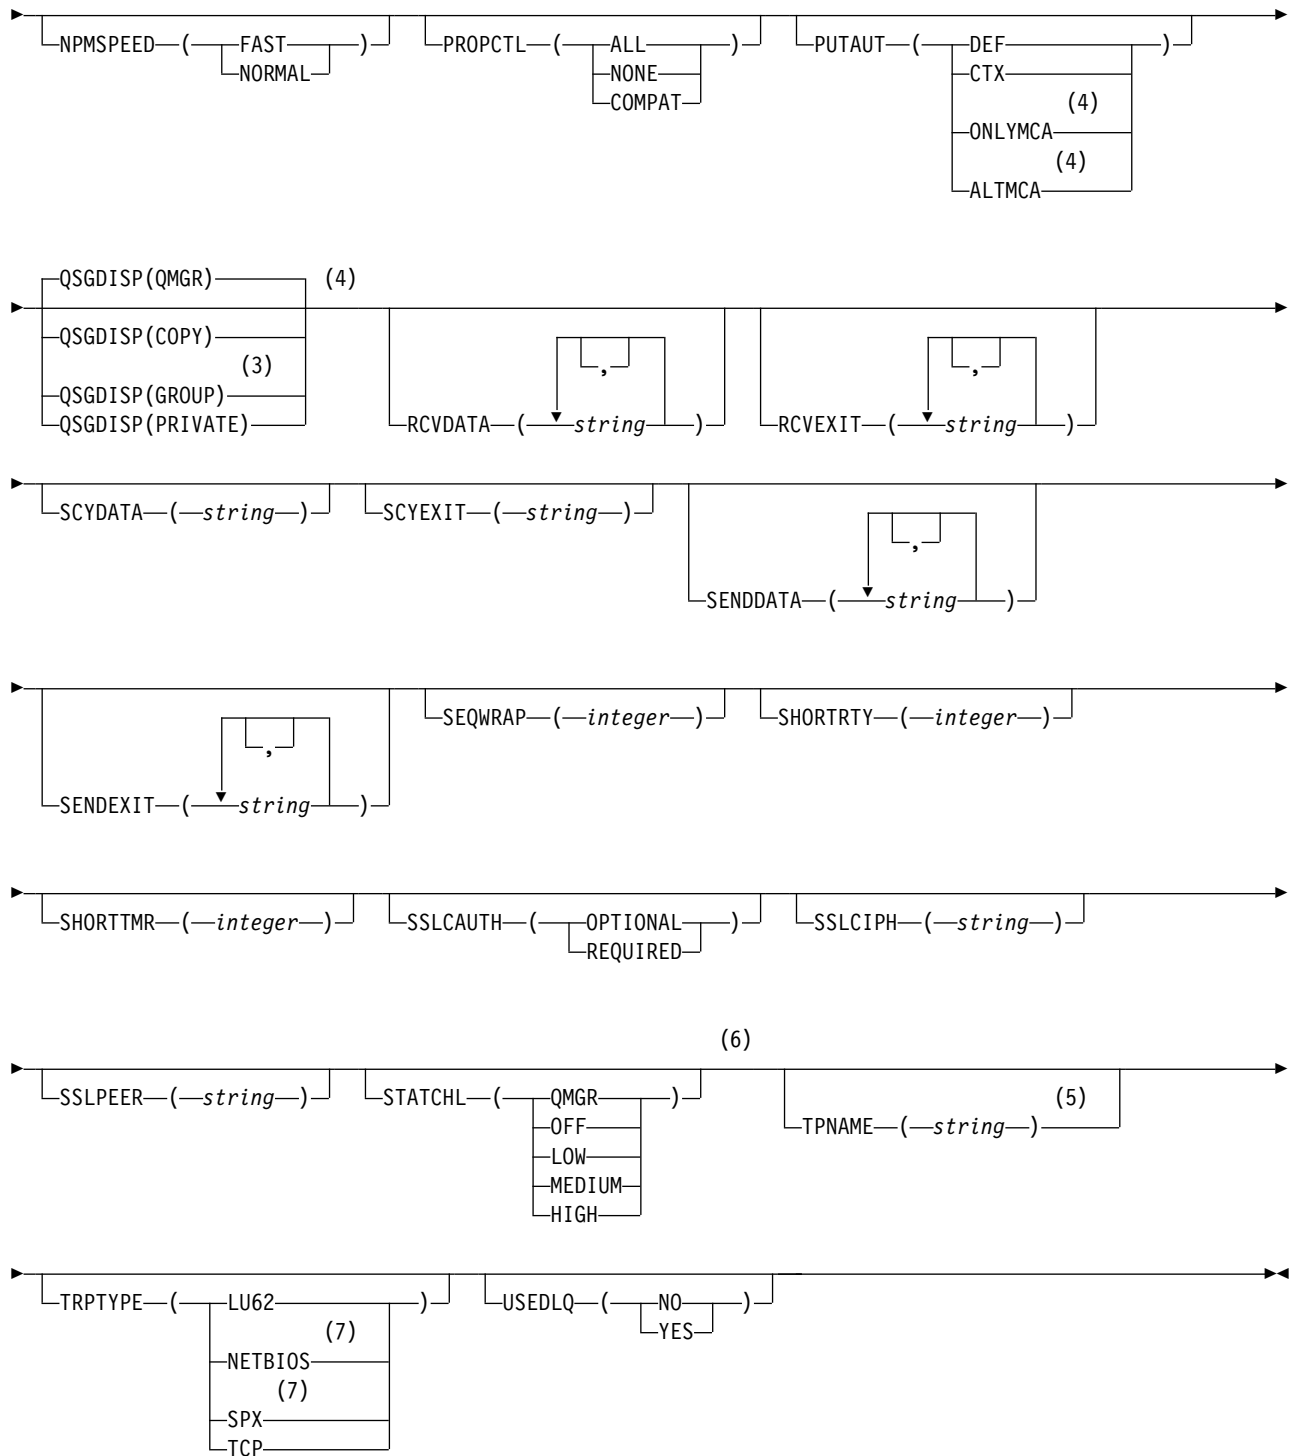 NPMSPEED ( FAST ) PROPCTL ( ALL ) PUTAUT ( DEF )
NORMAL NONE CTX
COMPAT (4)
ONLYMCA
(4)
ALTMCA
QSGDISP(QMGR) (4)
QSGDISP(COPY)
(3) , ,
QSGDISP(GROUP)
QSGDISP(PRIVATE) RCVDATA ( string ) RCVEXIT ( string )
SCYDATA ( string ) SCYEXIT ( string )
,
SENDDATA ( string )
SEQWRAP ( integer ) SHORTRTY ( integer )
,
SENDEXIT ( string )
SHORTTMR ( integer ) SSLCAUTH ( OPTIONAL ) SSLCIPH ( string )
REQUIRED
(6)
SSLPEER ( string ) STATCHL ( QMGR ) (5)
OFF TPNAME ( string )
LOW
MEDIUM
HIGH
TRPTYPE ( LU62 ) USEDLQ ( NO )
(7) YES
NETBIOS
(7)
SPX
TCP